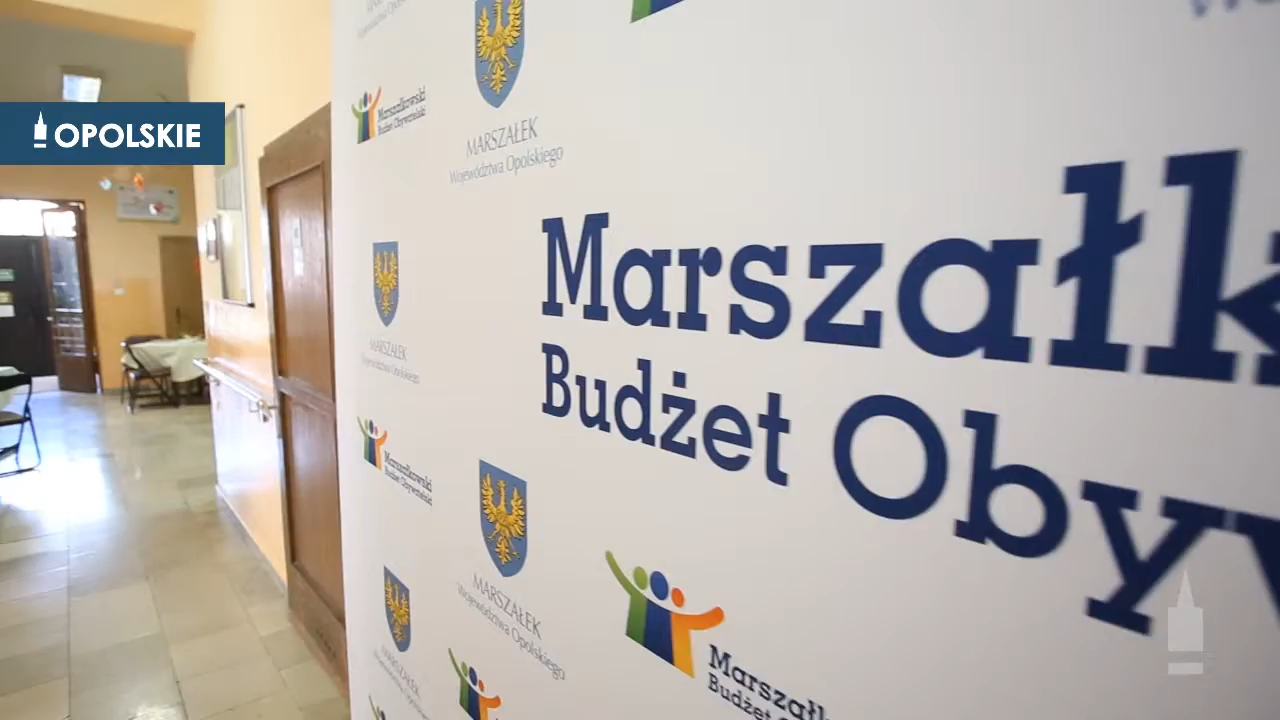 OPOLSKIE
Marszałkowski
Budżet Obywatelski
MARSZAŁEK
Województwa Opolskiego
Marszałk
Budżet Oby
MARSZAŁEK
Województwa Opolskiego
Marszałkowski
Budżet Obywatelski
MARSZAŁEK
Województwa Opolskiego
MARSZAŁEK
Marszałk
Budżet O